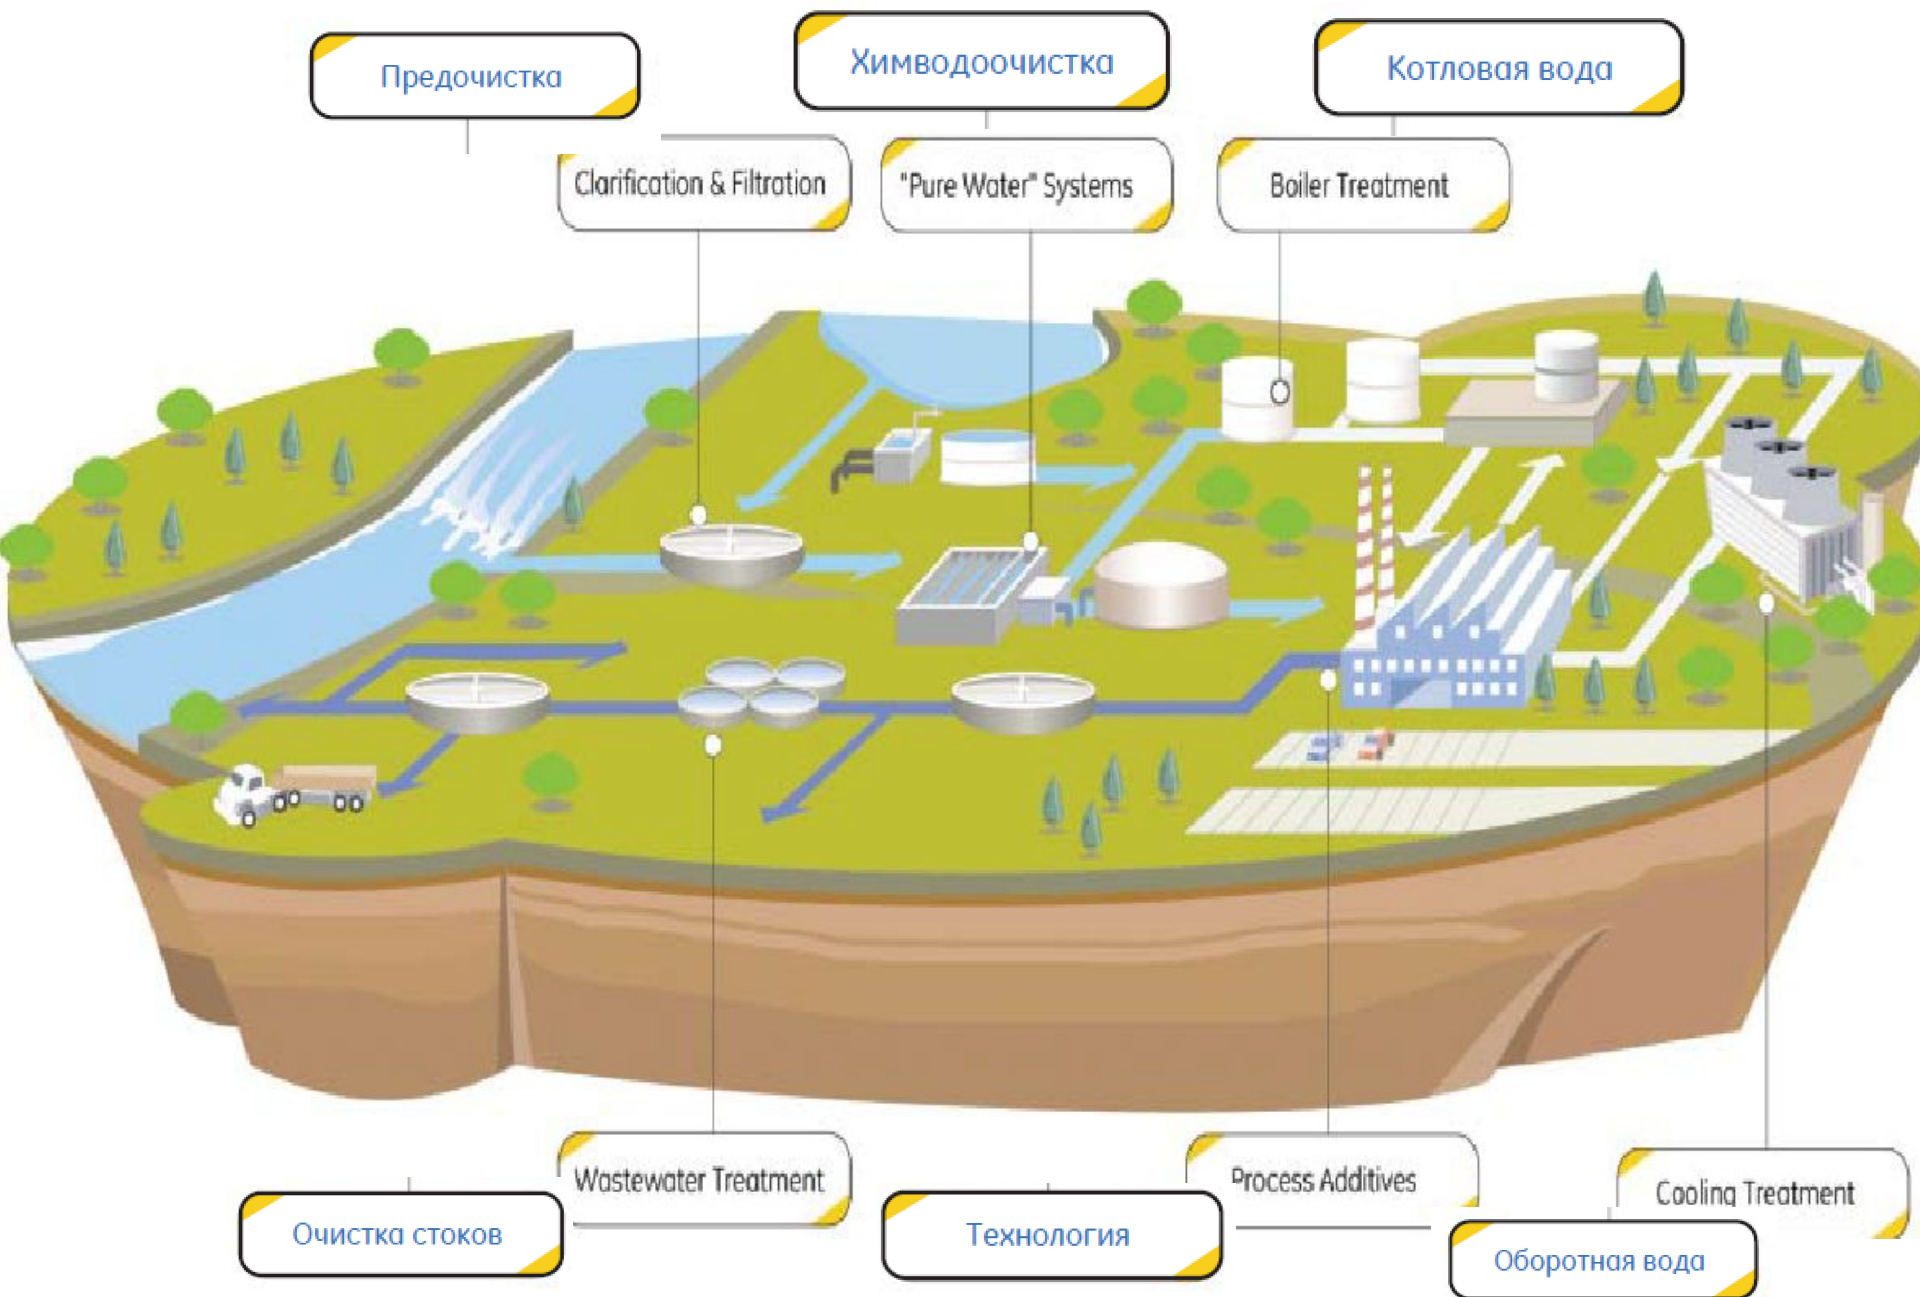 Предочистка
Химводоочистка
Котловая вода
Clarification & Filtration
"Pure Water" Systems
Boiler Treatment
Wastewater Treatment
Process Additives
Cooling Treatment
Очистка стоков
Технология
Оборотная вода